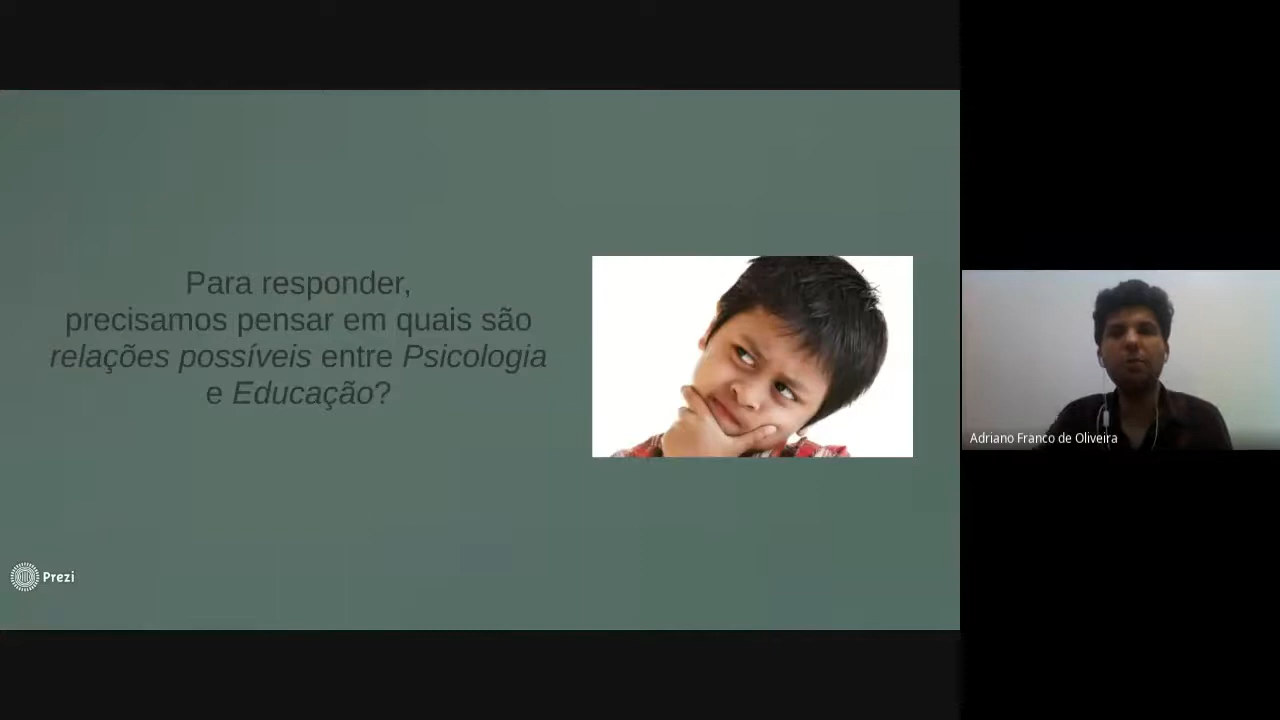 Para responder,
precisamos pensar em quais são
relações possíveis entre Psicologia
e Educação?
Adriano Franco de Oliveira
Prezi